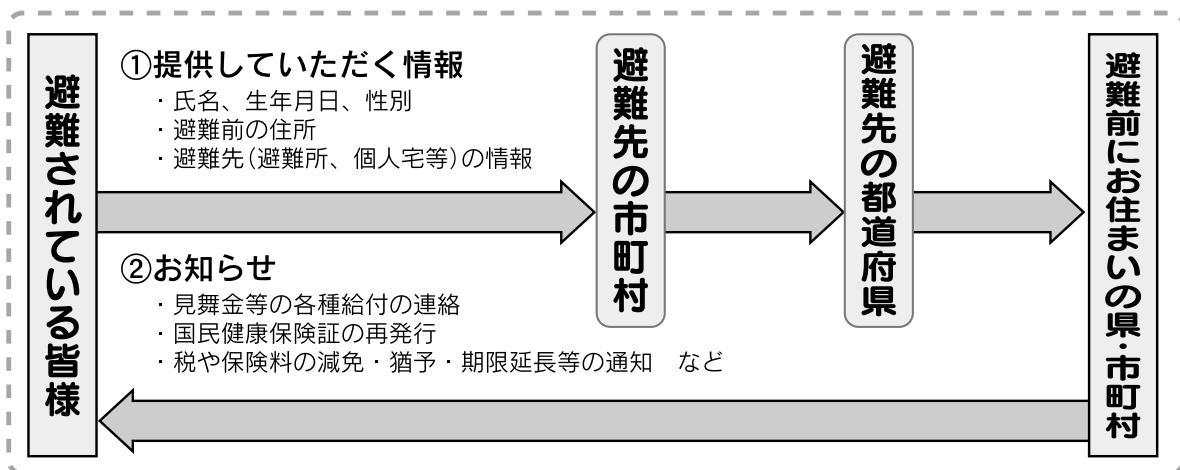 避難されている皆様
①提供していただく情報
・氏名、生年月日、性別
・避難前の住所
・避難先(避難所、個人宅等)の情報
②お知らせ
・見舞金等の各種給付の連絡
・国民健康保険証の再発行
・税や保険料の減免・猶予・期限延長等の通知　など
避難先の市町村
避難先の都道府県
避難前にお住まいの県・市町村